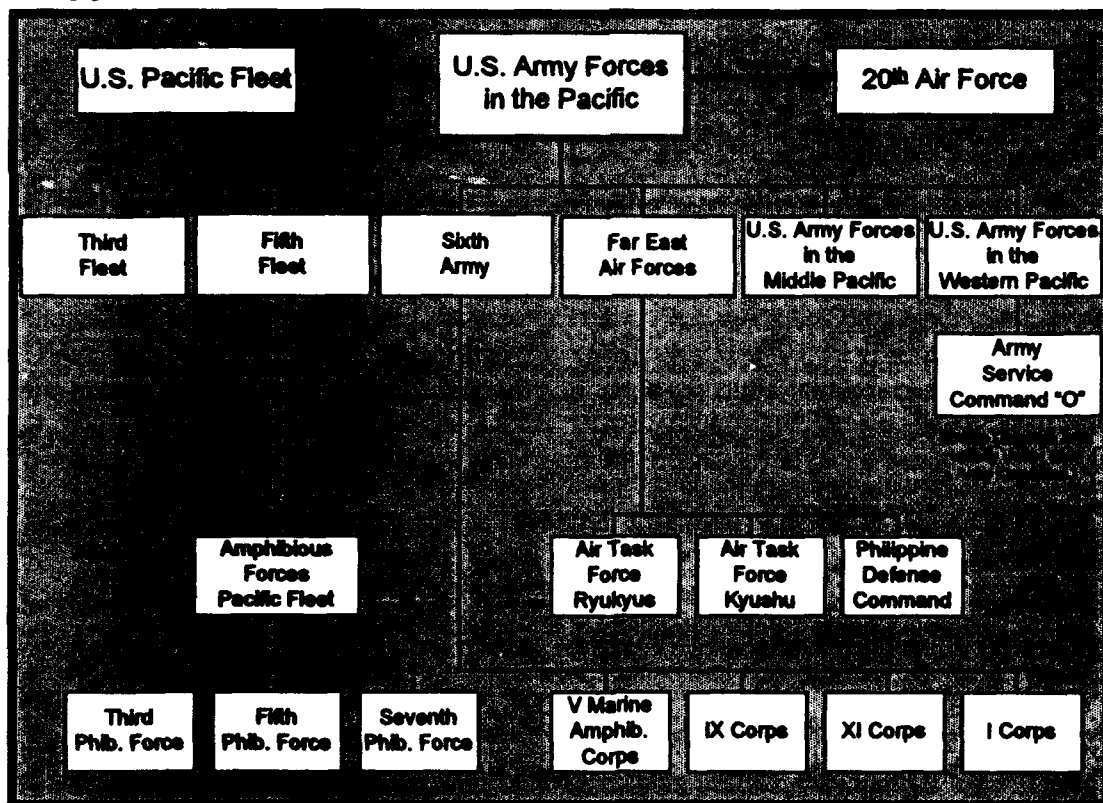 U.S. Pacific Fleet
U.S. Army Forces
in the Pacific
20th Air Force
Third
Fleet
Fifth
Fleet
Sixth
Army
Far East
Air Forces
U.S. Army Forces
in the
Middle Pacific
U.S. Army Forces
in the
Western Pacific
Army
Service
Command "O"
Amphibious
Forces
Pacific Fleet
Air Task
Force
Ryukyus
Air Task
Force
Kyushu
Philippine
Defense
Command
Third
Phib. Force
Fifth
Phib. Force
Seventh
Phib. Force
V Marine
Amphib.
Corps
IX Corps
XI Corps
I Corps